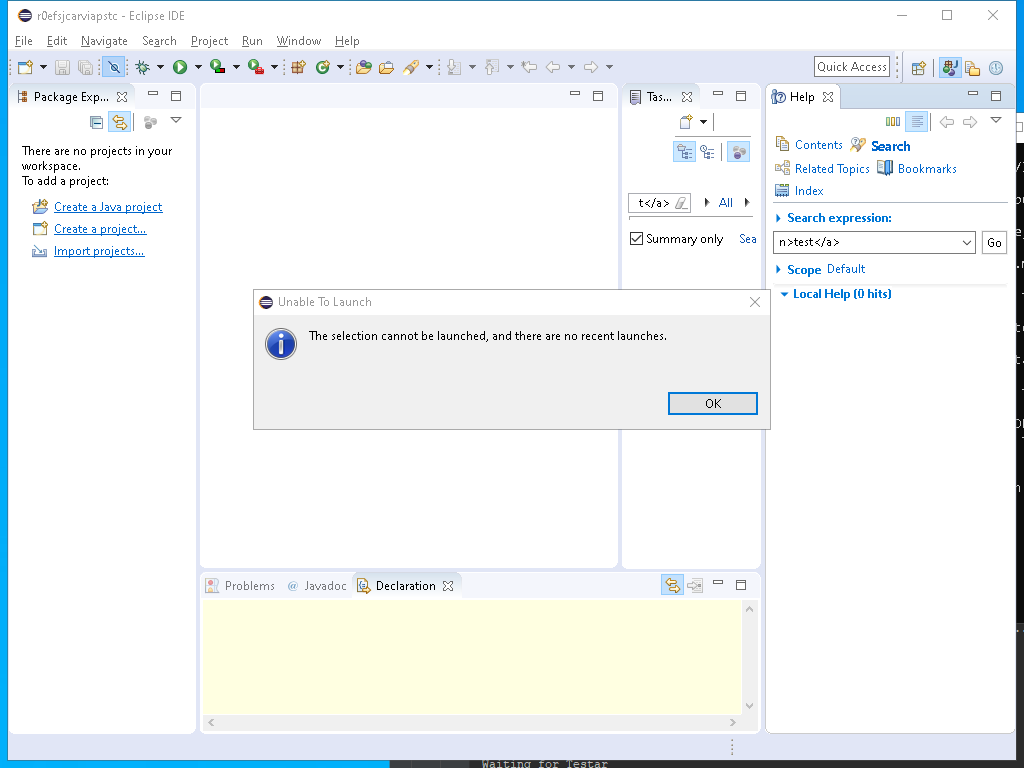 r0efsjcarviapstc - Eclipse IDE
File Edit Navigate Search Project Run Window Help
Quick Access
Package Exp...
Tas...
Help
There are no projects in your
workspace.
To add a project:
Create a Java project
Create a project...
Import projects...
t</a>
All
Summary only
Sea
Contents
Search
Related Topics
Bookmarks
Index
Search expression:
n>test</a>
Go
Scope Default
Local Help (0 hits)
Unable To Launch
The selection cannot be launched, and there are no recent launches.
OK
Problems
@ Javadoc
Declaration
Waiting for Testar